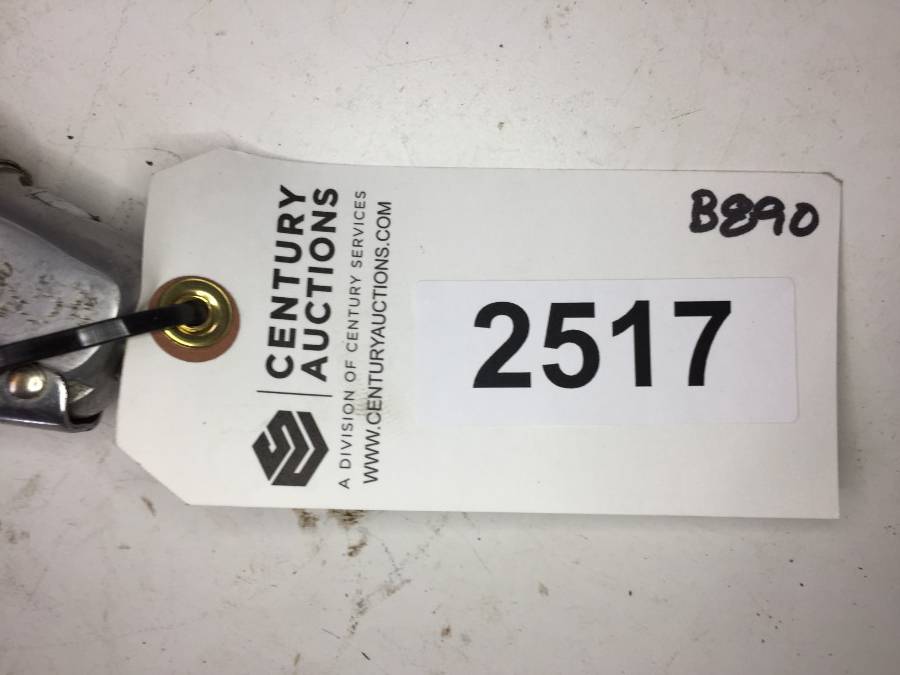 CENTURY
AUCTIONS
A DIVISION OF CENTURY SERVICES
WWW.CENTURYAUCTIONS.COM
B890
2517